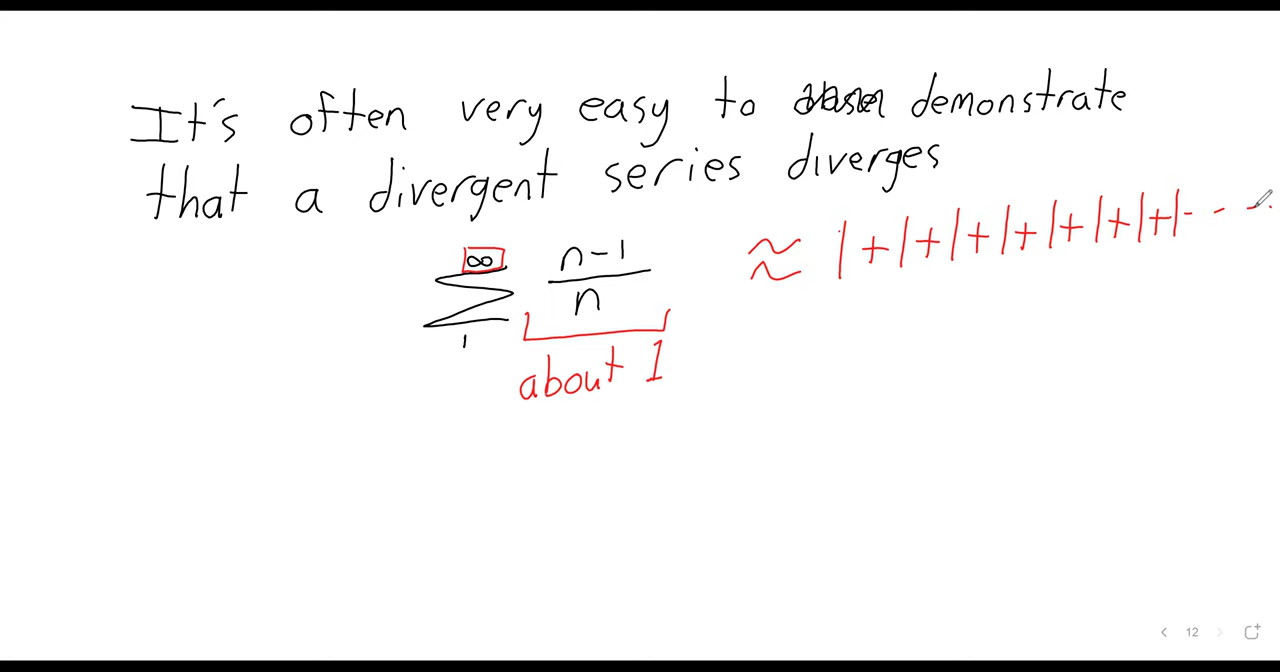 It's often very easy to demonstrate
that a divergent series diverges
∞
∑ n-1/n ≈ 1+1+1+1+1+1+1+1- - -
1
about 1
12